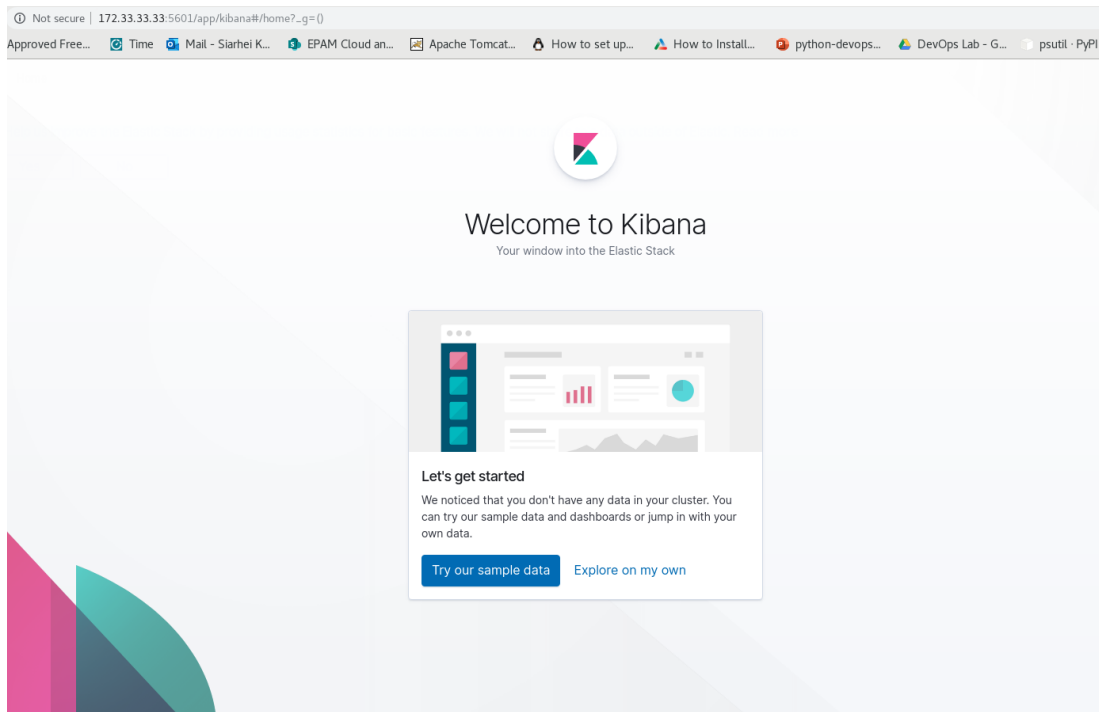 Not secure | 172.33.33.33:5601/app/kibana#/home?_g=()
Approved Free... Time Mail - Siarhei K... EPAM Cloud an... Apache Tomcat... How to set up... How to Install... python-devops... DevOps Lab - G... psutil · PyPI
Welcome to Kibana
Your window into the Elastic Stack
Let's get started
We noticed that you don't have any data in your cluster. You
can try our sample data and dashboards or jump in with your
own data.
Try our sample data Explore on my own